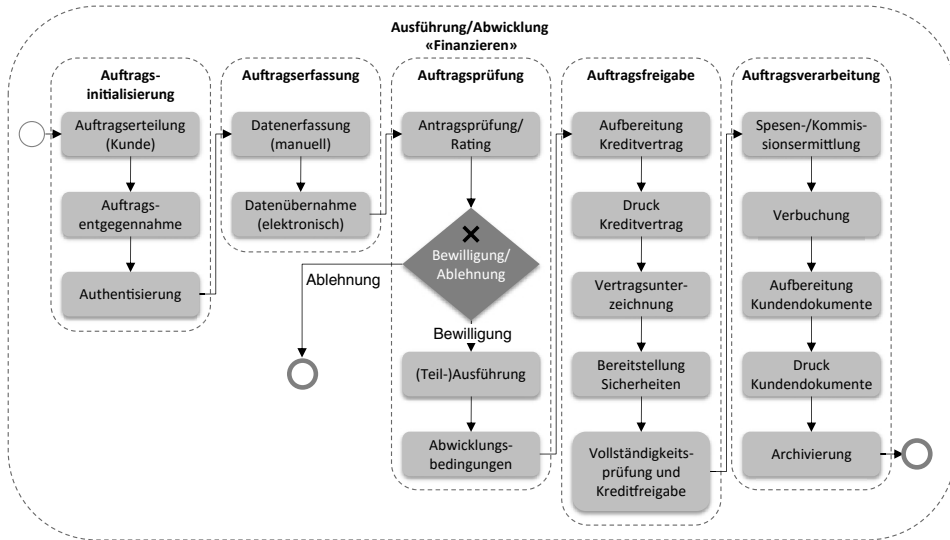 Ausführung/Abwicklung
«Finanzieren»
Auftrags-
initialisierung
Auftragserteilung
(Kunde)
Auftrags-
entgegennahme
Authentisierung
Auftragserfassung
Datenerfassung
(manuell)
Datenübernahme
(elektronisch)
Auftragsprüfung
Antragsprüfung/
Rating
Bewilligung/
Ablehnung
Ablehnung
Bewilligung
(Teil-)Ausführung
Abwicklungs-
bedingungen
Auftragsfreigabe
Aufbereitung
Kreditvertrag
Druck
Kreditvertrag
Vertragsunter-
zeichnung
Bereitstellung
Sicherheiten
Vollständigkeits-
prüfung und
Kreditfreigabe
Auftragsverarbeitung
Spesen-/Kommis-
sionsermittlung
Verbuchung
Aufbereitung
Kundendokumente
Druck
Kundendokumente
Archivierung